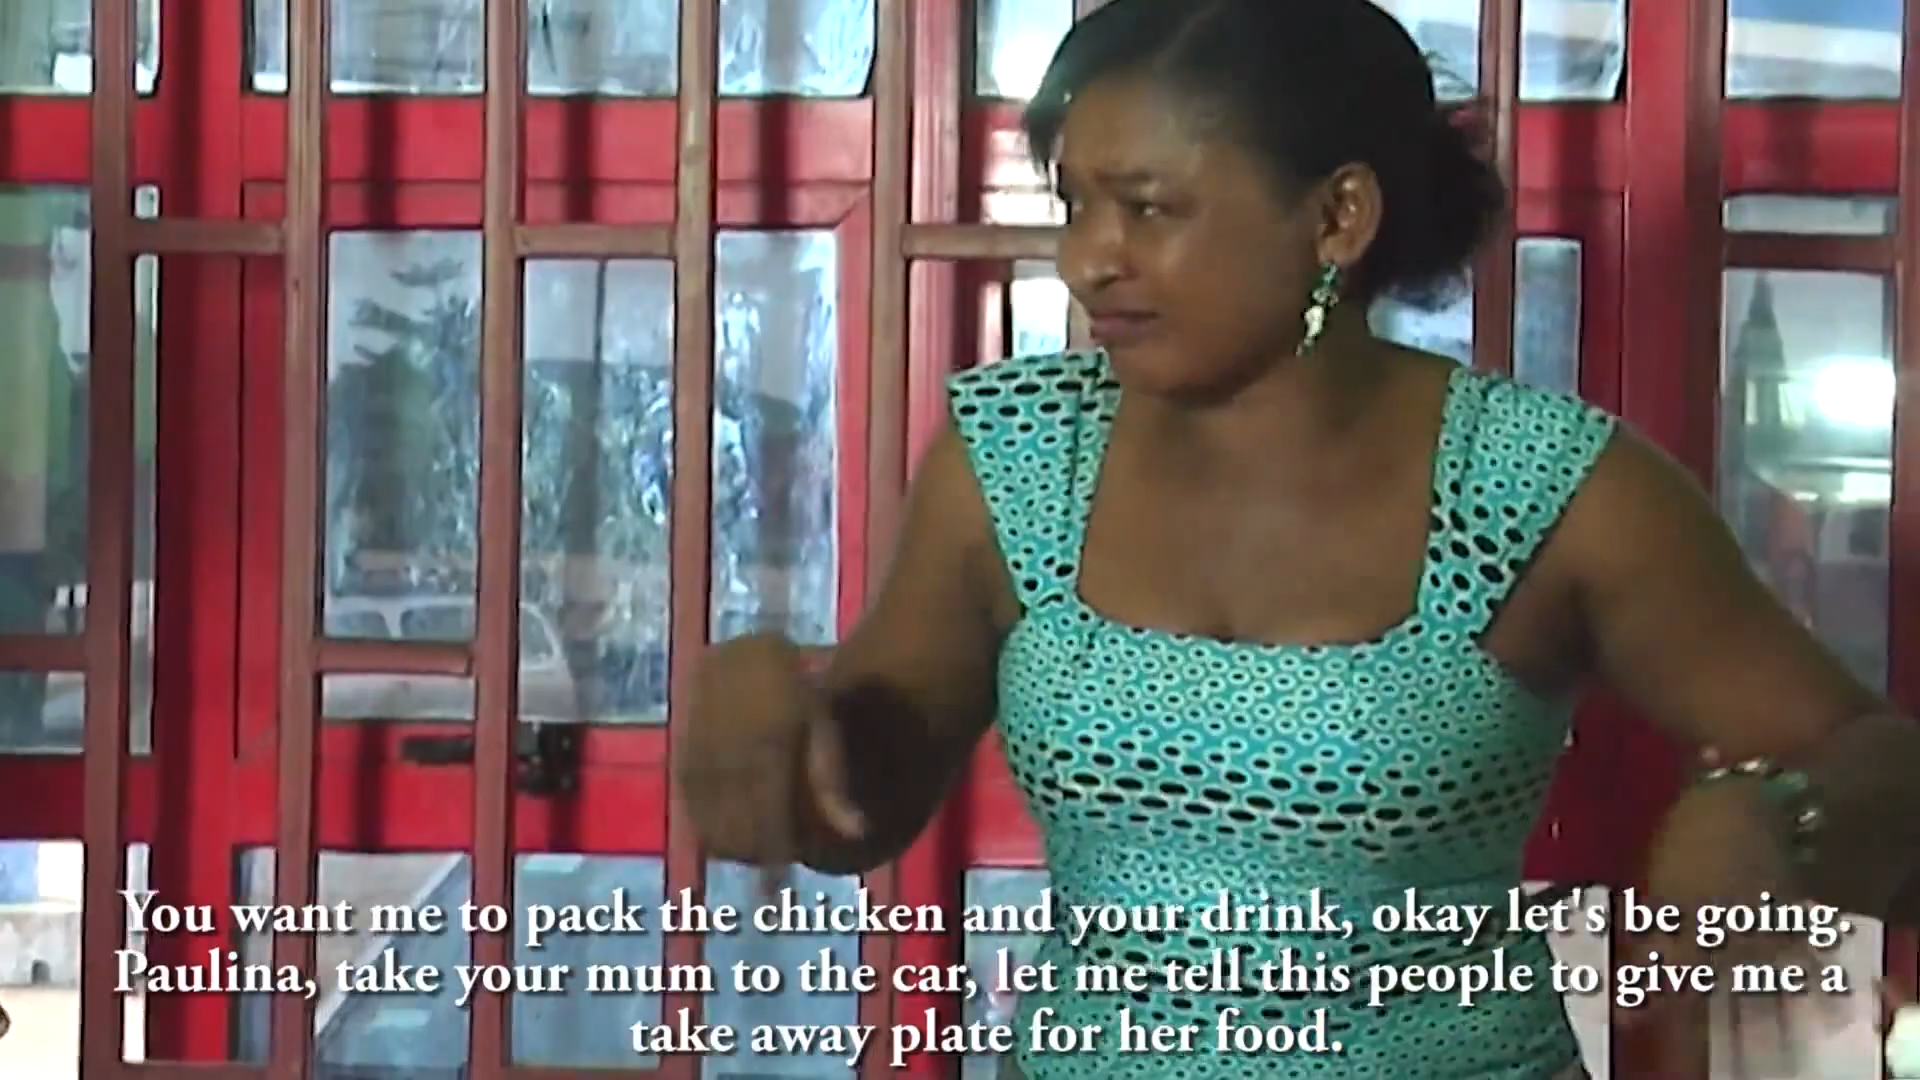 You want me to pack the chicken and your drink, okay let's be going.
Paulina, take your mum to the car, let me tell this people to give me a
take away plate for her food.